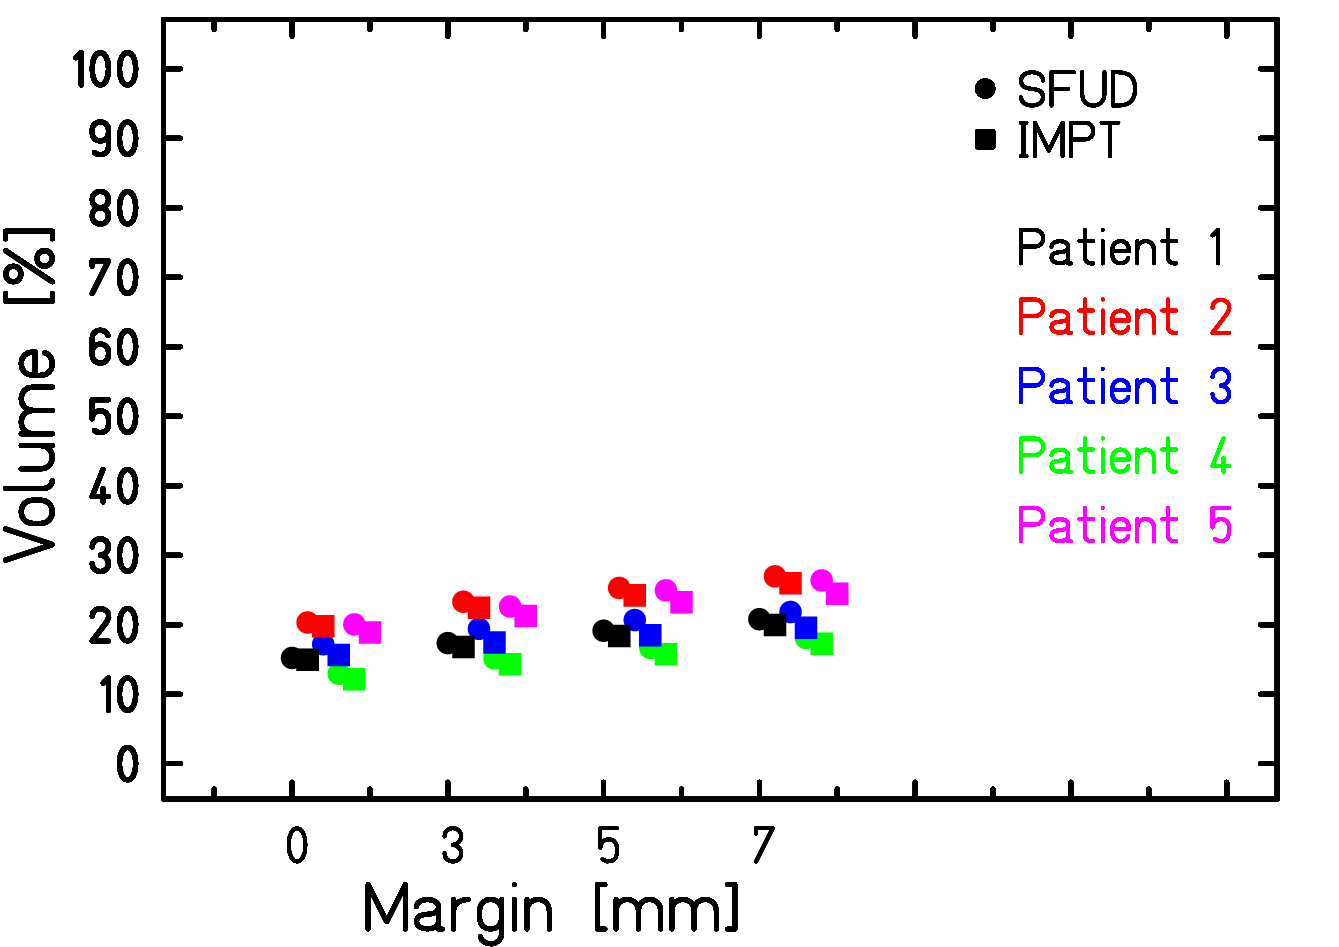 100
90
80
70
60
50
40
30
20
10
0
Volume [%]
SFUD
IMPT
Patient 1
Patient 2
Patient 3
Patient 4
Patient 5
0 3 5 7
Margin [mm]